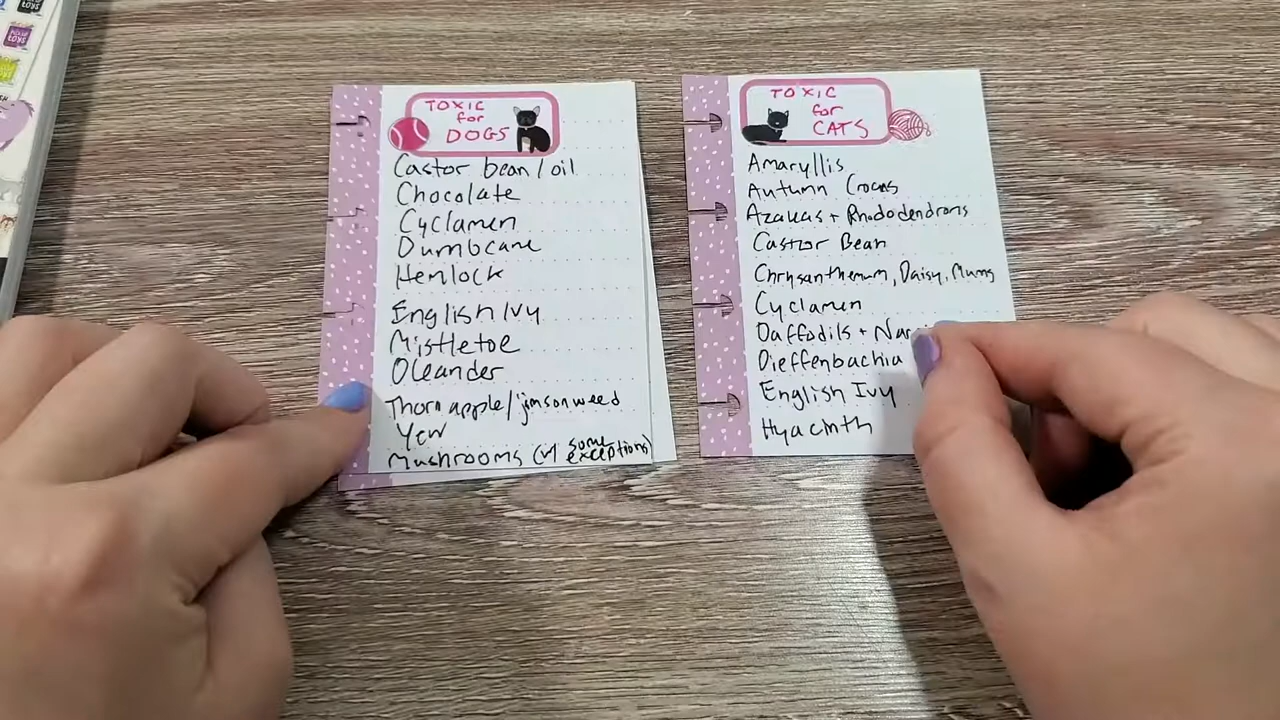 TOXIC
for
DOGS
Castor bean/oil
Chocolate
Cyclamen
Dumbcane
Hemlock
English Ivy
Mistletoe
Oleander
Thorn apple/jimsonweed
Yew
Mushrooms (w/ some exceptions)
TOXIC
for
CATS
Amaryllis
Autumn Crocus
Azaleas + Rhododendrons
Castor Bean
Chrysanthemum, Daisy, Mums
Cyclamen
Daffodils +
Dieffenbachia
English Ivy
Hyacinth